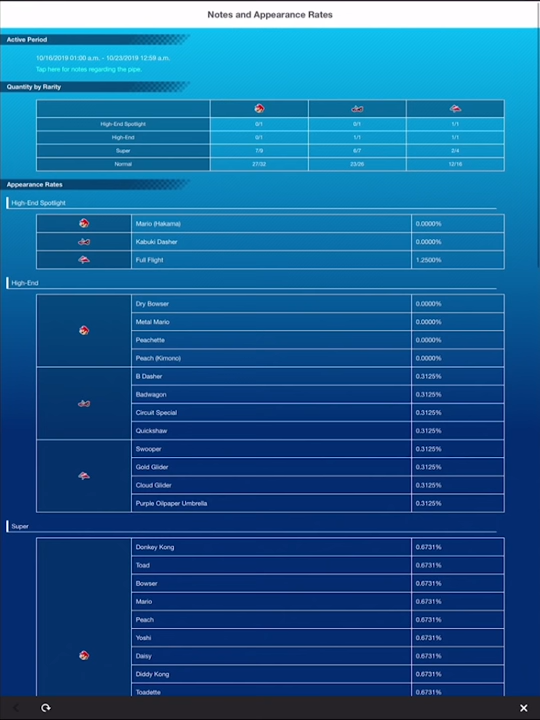 Notes and Appearance Rates
Active Period
10/16/2019 01:00 a.m. - 10/23/2019 12:59 a.m.
Tap here for notes regarding the pipe.
Quantity by Rarity
High-End Spotlight 0/1 0/1 1/1
High-End 0/1 1/1 1/1
Super 7/9 6/7 2/4
Normal 27/32 23/26 12/16
Appearance Rates
High-End Spotlight
Mario (Hakama) 0.0000%
Kabuki Dasher 0.0000%
Full Flight 1.2500%
High-End
Dry Bowser 0.0000%
Metal Mario 0.0000%
Peachette 0.0000%
Peach (Kimono) 0.0000%
B Dasher 0.3125%
Badwagon 0.3125%
Circuit Special 0.3125%
Quickshaw 0.3125%
Swooper 0.3125%
Gold Glider 0.3125%
Cloud Glider 0.3125%
Purple Oilpaper Umbrella 0.3125%
Super
Donkey Kong 0.6731%
Toad 0.6731%
Bowser 0.6731%
Mario 0.6731%
Peach 0.6731%
Yoshi 0.6731%
Daisy 0.6731%
Diddy Kong 0.6731%
Toadette 0.6731%